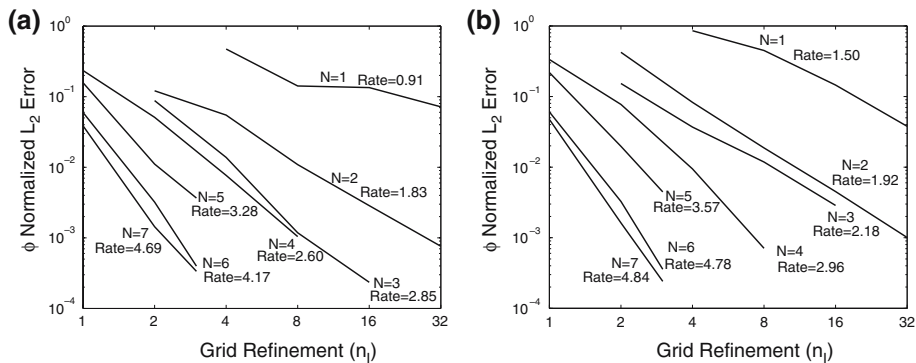 (a)
10^0
10^-1
10^-2
10^-3
10^-4
ϕ Normalized L_2 Error
N=1 Rate=0.91
N=2
Rate=1.83
N=5
Rate=3.28
N=7
Rate=4.69
N=6
Rate=4.17
N=4
Rate=2.60
N=3
Rate=2.85
1 2 4 8 16 32
Grid Refinement (n_I)
(b)
10^0
10^-1
10^-2
10^-3
10^-4
ϕ Normalized L_2 Error
N=1
Rate=1.50
N=2
Rate=1.92
N=5
Rate=3.57
N=3
Rate=2.18
N=7
Rate=4.84
N=6
Rate=4.78
N=4
Rate=2.96
1 2 4 8 16 32
Grid Refinement (n_I)